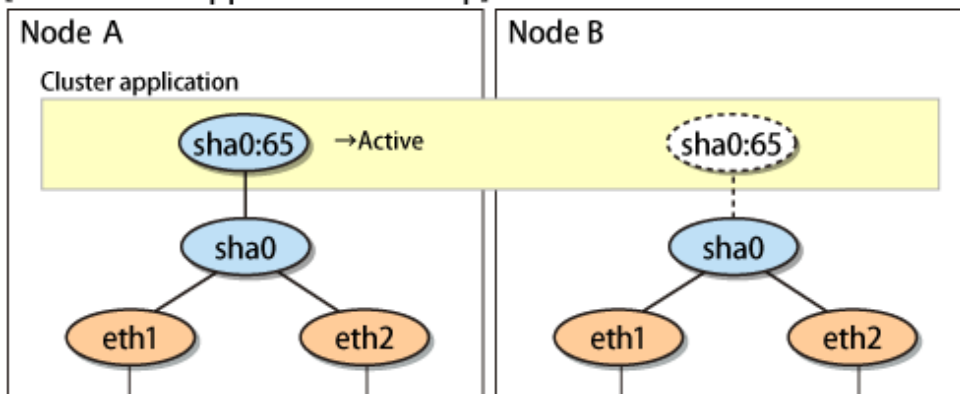 Node A
Node B
Cluster application
sha0:65
→Active
sha0:65
sha0
sha0
eth1
eth2
eth1
eth2